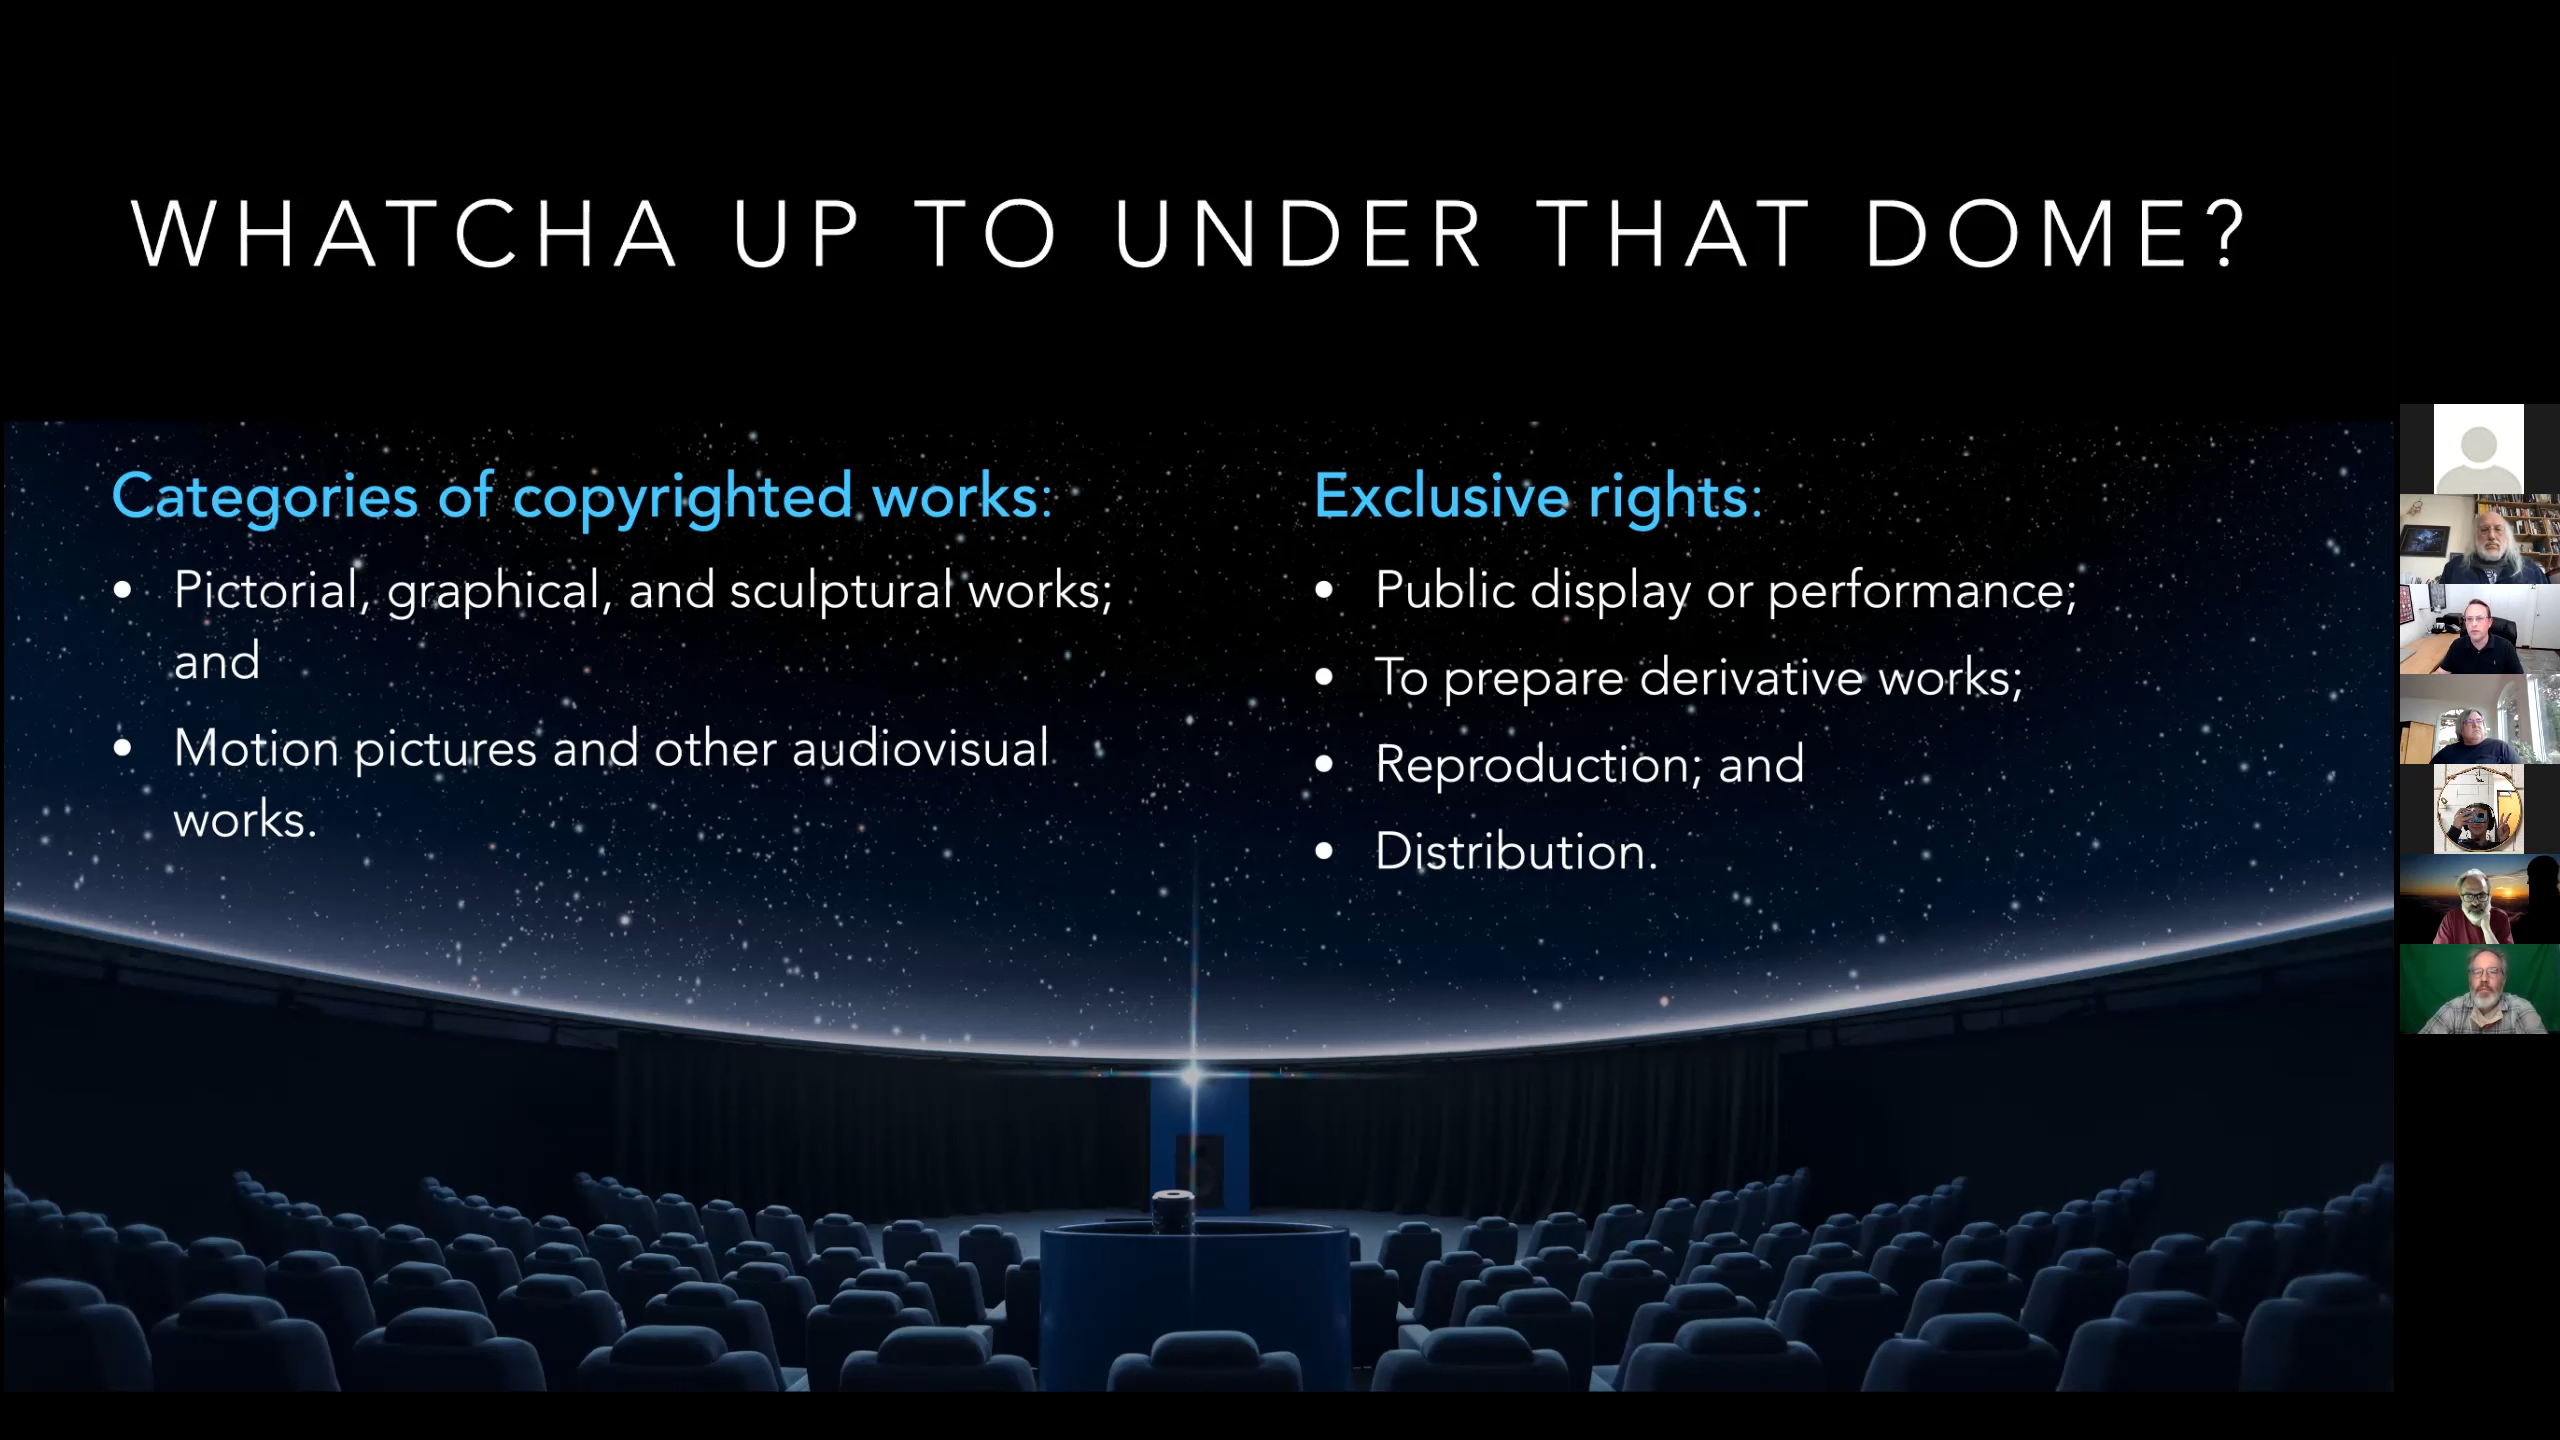 WHATCHA UP TO UNDER THAT DOME?
Categories of copyrighted works:
• Pictorial, graphical, and sculptural works;
and
• Motion pictures and other audiovisual
works.
Exclusive rights:
• Public display or performance;
• To prepare derivative works;
• Reproduction; and
• Distribution.